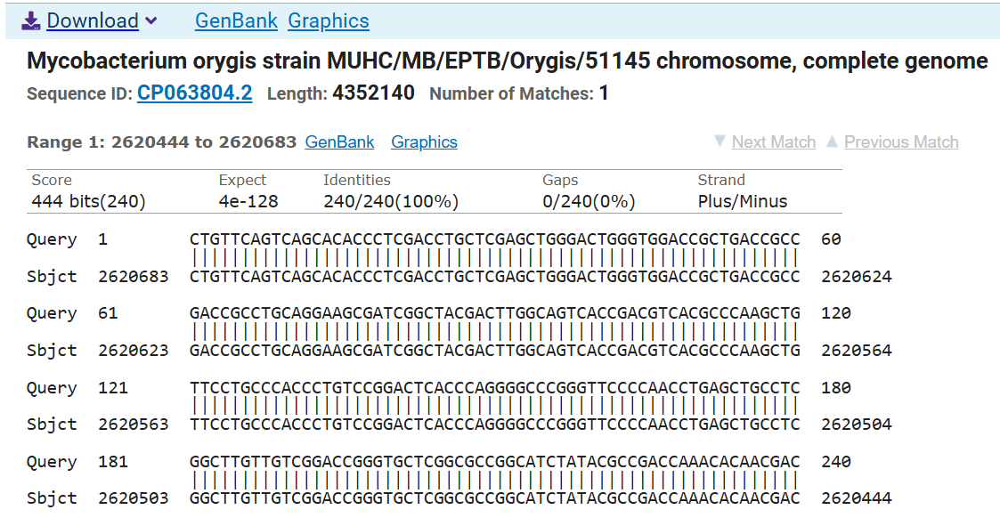 Download GenBank Graphics
Mycobacterium orygis strain MUHC/MB/EPTB/Orygis/51145 chromosome, complete genome
Sequence ID: CP063804.2 Length: 4352140 Number of Matches: 1
Range 1: 2620444 to 2620683 GenBank Graphics ▼ Next Match ▲ Previous Match
Score Expect Identities Gaps Strand
444 bits(240) 4e-128 240/240(100%) 0/240(0%) Plus/Minus
Query 1 CTGTTCAGTCAGCACACCCTCGACCTGCTCGAGCTGGGACTGGGTGGACCGCTGACCGCC 60
||||||||||||||||||||||||||||||||||||||||||||||||||||||||||||
Sbjct 2620683 CTGTTCAGTCAGCACACCCTCGACCTGCTCGAGCTGGGACTGGGTGGACCGCTGACCGCC 2620624
Query 61 GACCGCCTGCAGGAAGCGATCGGCTACGACTTGGCAGTCACCGACGTCACGCCCAAGCTG 120
||||||||||||||||||||||||||||||||||||||||||||||||||||||||||||
Sbjct 2620623 GACCGCCTGCAGGAAGCGATCGGCTACGACTTGGCAGTCACCGACGTCACGCCCAAGCTG 2620564
Query 121 TTCCTGCCCACCCTGTCCGGACTCACCCAGGGGCCCGGGTTCCCCAACCTGAGCTGCCTC 180
||||||||||||||||||||||||||||||||||||||||||||||||||||||||||||
Sbjct 2620563 TTCCTGCCCACCCTGTCCGGACTCACCCAGGGGCCCGGGTTCCCCAACCTGAGCTGCCTC 2620504
Query 181 GGCTTGTTGTCGGACCGGGTGCTCGGCGCCGGCATCTATACGCCGACCAAACACAACGAC 240
||||||||||||||||||||||||||||||||||||||||||||||||||||||||||||
Sbjct 2620503 GGCTTGTTGTCGGACCGGGTGCTCGGCGCCGGCATCTATACGCCGACCAAACACAACGAC 2620444